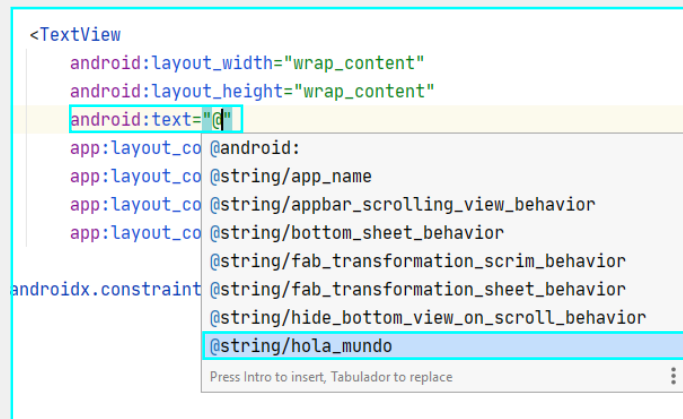 <TextView
android:layout_width="wrap_content"
android:layout_height="wrap_content"
android:text="@"
app:layout_co
@android:
app:layout_co
@string/app_name
app:layout_co
@string/appbar_scrolling_view_behavior
app:layout_co
@string/bottom_sheet_behavior
@string/fab_transformation_scrim_behavior
androidx.constraint
@string/fab_transformation_sheet_behavior
@string/hide_bottom_view_on_scroll_behavior
@string/hola_mundo
Press Intro to insert, Tabulador to replace